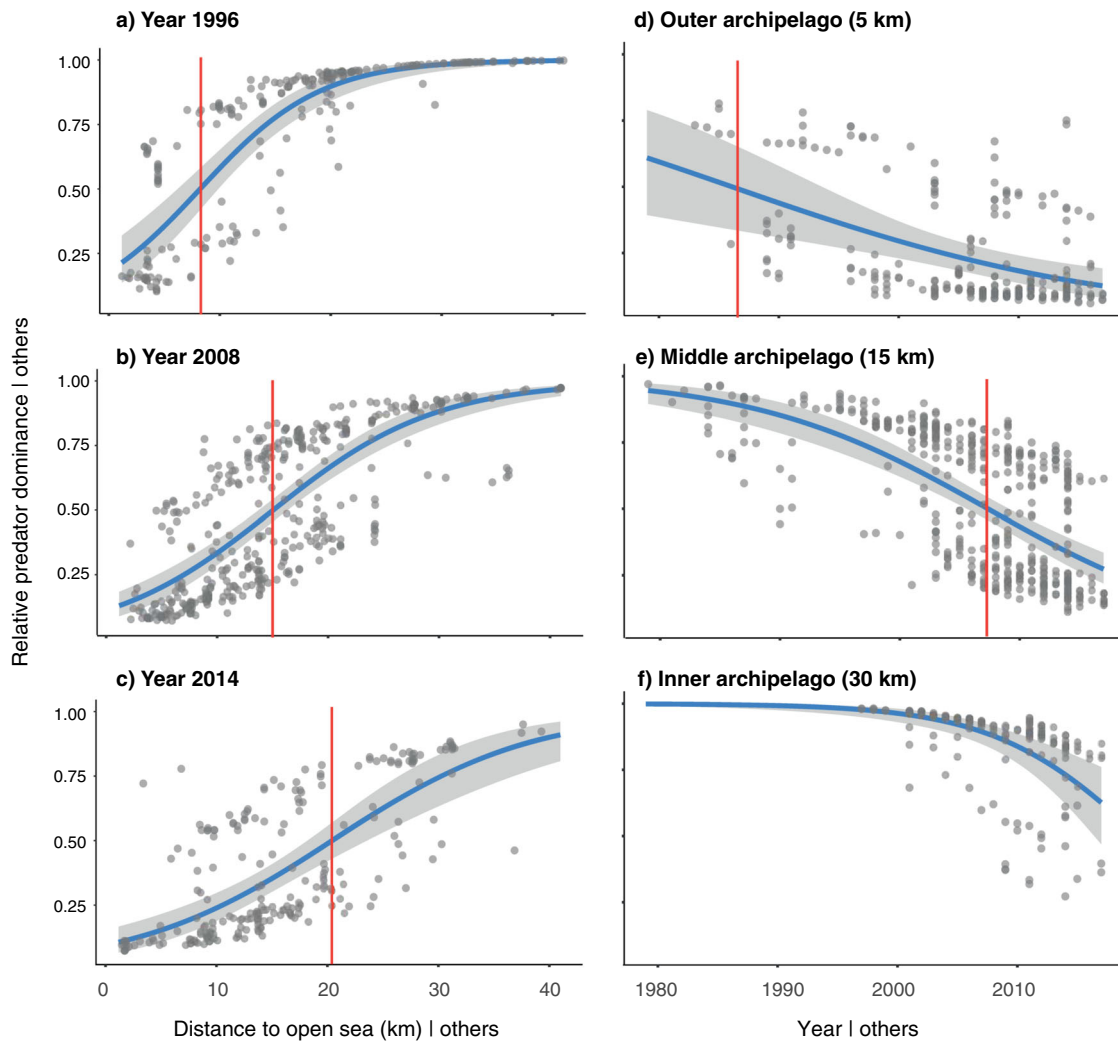 a) Year 1996
1.00
0.75
0.50
0.25
b) Year 2008
1.00
0.75
0.50
0.25
c) Year 2014
1.00
0.75
0.50
0.25
0 10 20 30 40
Distance to open sea (km) | others
Relative predator dominance | others
d) Outer archipelago (5 km)
e) Middle archipelago (15 km)
f) Inner archipelago (30 km)
1980 1990 2000 2010
Year | others